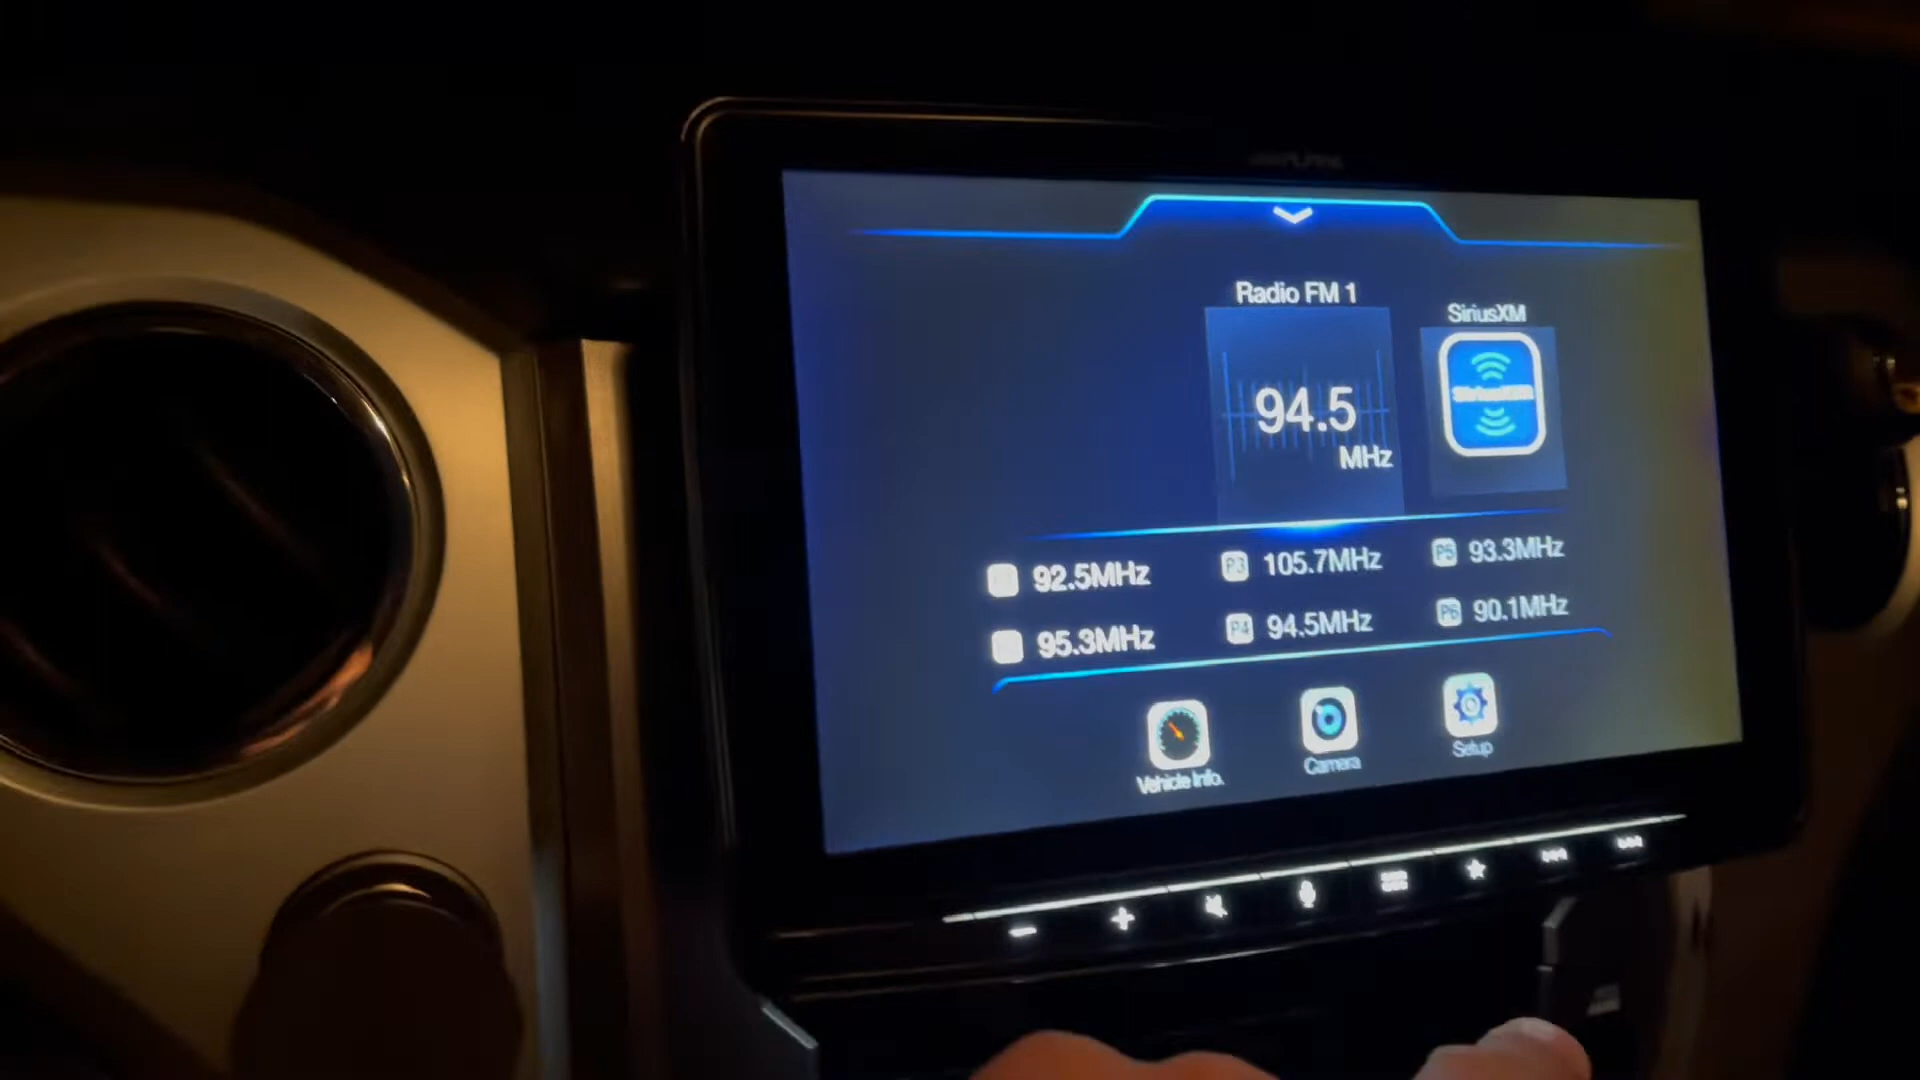 Radio FM 1
SiriusXM
94.5
MHz
SiriusXM
92.5MHz
P3 105.7MHz
P5 93.3MHz
95.3MHz
P4 94.5MHz
P6 90.1MHz
Vehicle Info.
Camera
Setup